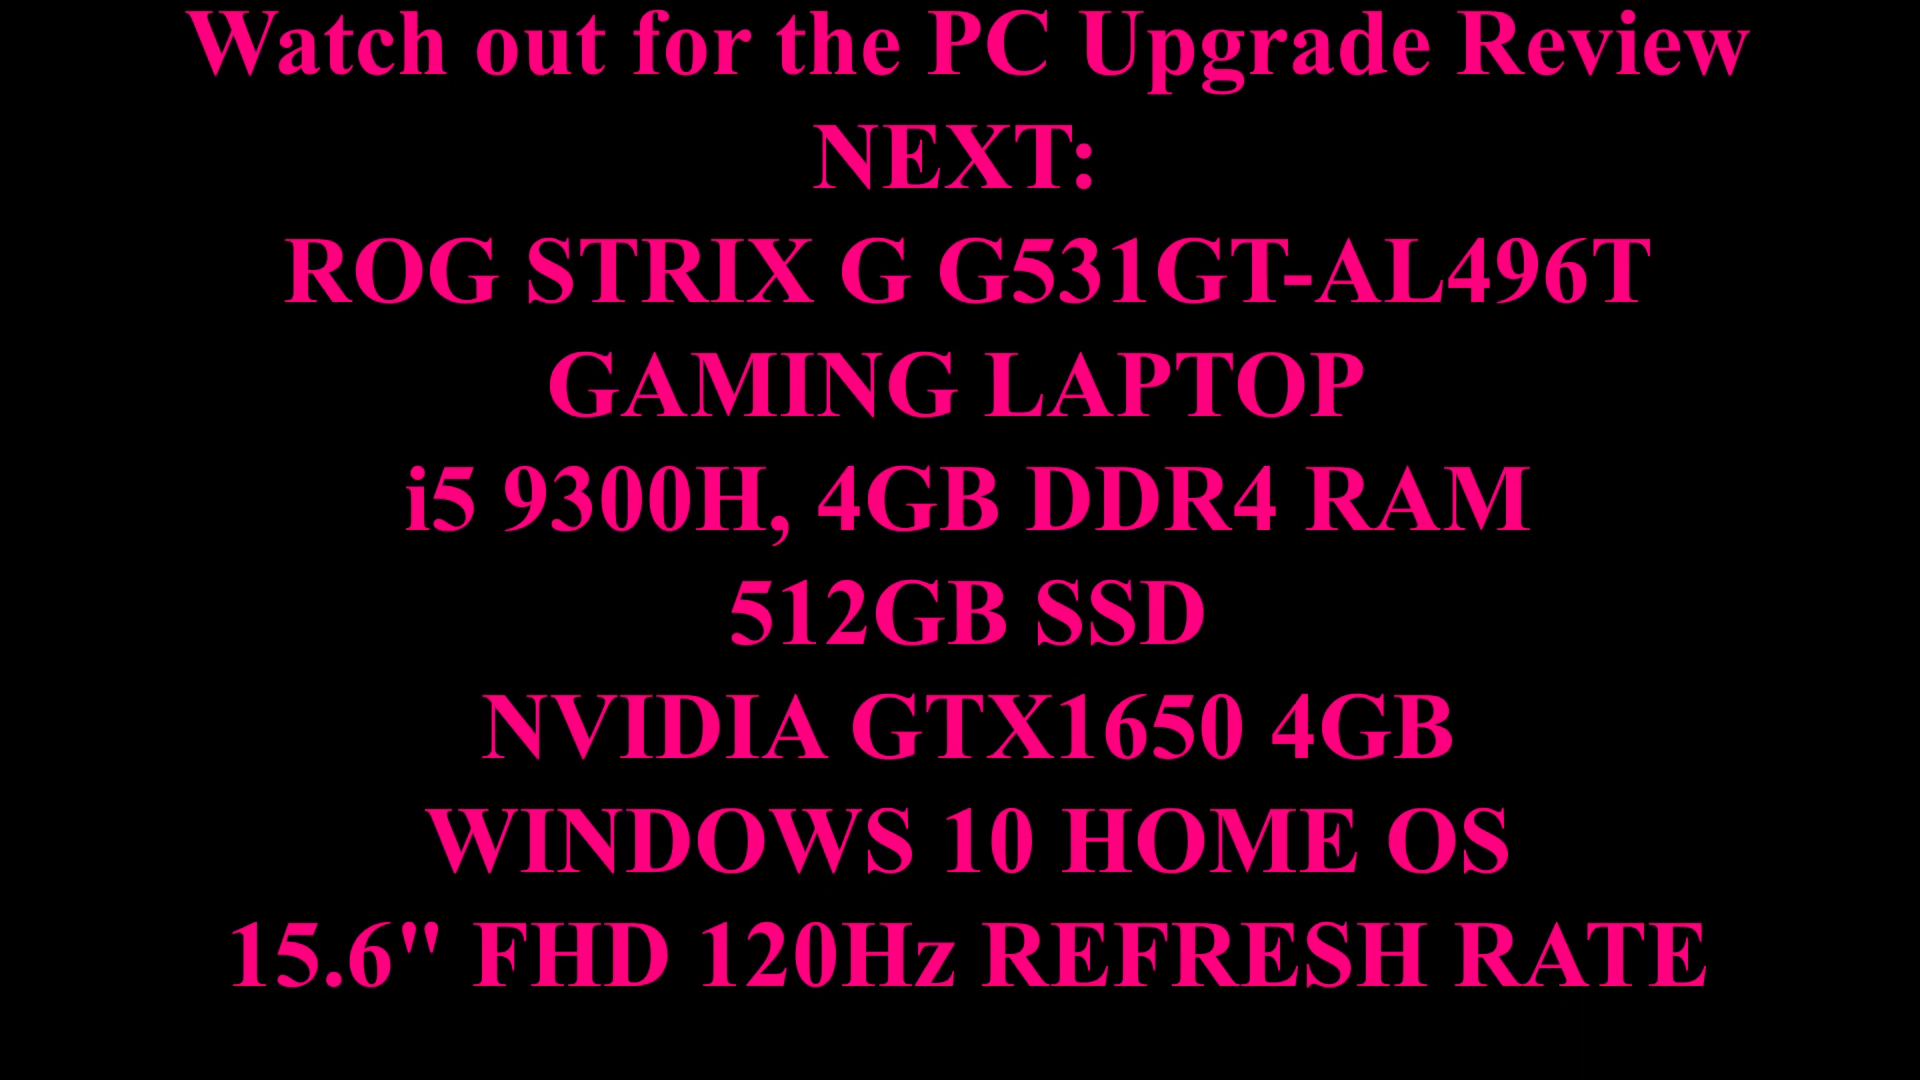 Watch out for the PC Upgrade Review
NEXT:
ROG STRIX G G531GT-AL496T
GAMING LAPTOP
i5 9300H, 4GB DDR4 RAM
512GB SSD
NVIDIA GTX1650 4GB
WINDOWS 10 HOME OS
15.6" FHD 120Hz REFRESH RATE